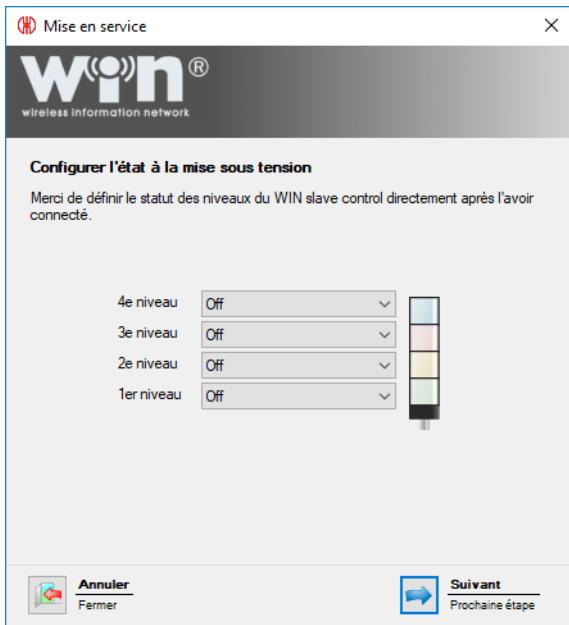 Mise en service
WIN®
wireless information network
Configurer l'état à la mise sous tension
Merci de définir le statut des niveaux du WIN slave control directement après l'avoir
connecté.
4e niveau Off
3e niveau Off
2e niveau Off
1er niveau Off
Annuler
Fermer
Suivant
Prochaine étape